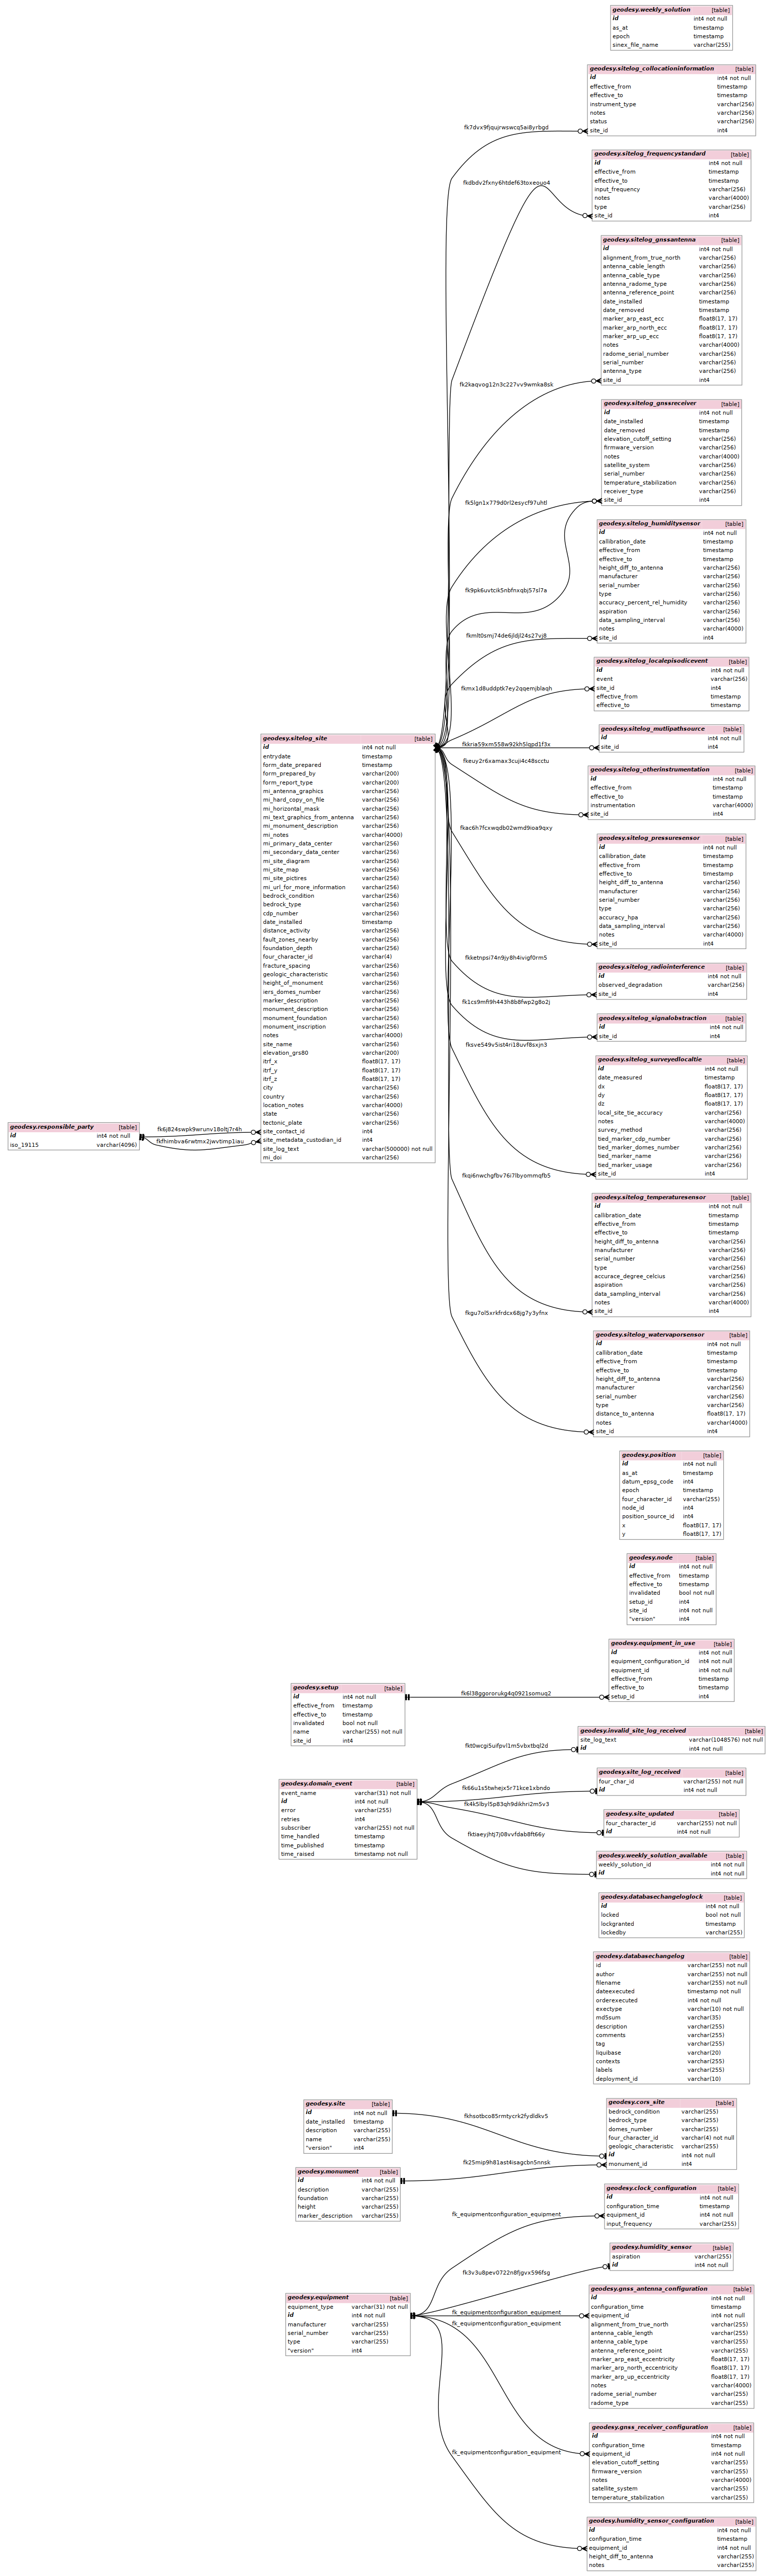 geodesy.weekly_solution [table]
id int4 not null
as_at timestamp
epoch timestamp
sinex_file_name varchar(255)
geodesy.sitelog_collocationinformation [table]
id int4 not null
effective_from timestamp
effective_to timestamp
instrument_type varchar(256)
notes varchar(256)
status varchar(256)
site_id int4
geodesy.sitelog_frequencystandard [table]
id int4 not null
effective_from timestamp
effective_to timestamp
input_frequency varchar(256)
notes varchar(4000)
type varchar(256)
site_id int4
geodesy.sitelog_gnssantenna [table]
id int4 not null
alignment_from_true_north varchar(256)
antenna_cable_length varchar(256)
antenna_cable_type varchar(256)
antenna_radome_type varchar(256)
antenna_reference_point varchar(256)
date_installed timestamp
date_removed timestamp
marker_arp_east_ecc float8(17, 17)
marker_arp_north_ecc float8(17, 17)
marker_arp_up_ecc float8(17, 17)
notes varchar(4000)
radome_serial_number varchar(256)
serial_number varchar(256)
antenna_type varchar(256)
site_id int4
geodesy.sitelog_gnssreceiver [table]
id int4 not null
date_installed timestamp
date_removed timestamp
elevation_cutoff_setting varchar(256)
firmware_version varchar(256)
notes varchar(4000)
satellite_system varchar(256)
serial_number varchar(256)
temperature_stabilization varchar(256)
receiver_type varchar(256)
site_id int4
geodesy.sitelog_humiditysensor [table]
id int4 not null
callibration_date timestamp
effective_from timestamp
effective_to timestamp
height_diff_to_antenna varchar(256)
manufacturer varchar(256)
serial_number varchar(256)
type varchar(256)
accuracy_percent_rel_humidity varchar(256)
aspiration varchar(256)
data_sampling_interval varchar(256)
notes varchar(4000)
site_id int4
geodesy.sitelog_localepisodicevent [table]
id int4 not null
event varchar(256)
site_id int4
effective_from timestamp
effective_to timestamp
geodesy.sitelog_mutlipathsource [table]
id int4 not null
site_id int4
geodesy.sitelog_otherinstrumentation [table]
id int4 not null
effective_from timestamp
effective_to timestamp
instrumentation varchar(4000)
site_id int4
geodesy.sitelog_pressuresensor [table]
id int4 not null
callibration_date timestamp
effective_from timestamp
effective_to timestamp
height_diff_to_antenna varchar(256)
manufacturer varchar(256)
serial_number varchar(256)
type varchar(256)
accuracy_hpa varchar(256)
data_sampling_interval varchar(256)
notes varchar(4000)
site_id int4
geodesy.sitelog_radiointerference [table]
id int4 not null
observed_degradation varchar(256)
site_id int4
geodesy.sitelog_signalobstraction [table]
id int4 not null
site_id int4
geodesy.sitelog_surveyedlocaltie [table]
id int4 not null
date_measured timestamp
dx float8(17, 17)
dy float8(17, 17)
dz float8(17, 17)
local_site_tie_accuracy varchar(256)
notes varchar(4000)
survey_method varchar(256)
tied_marker_cdp_number varchar(256)
tied_marker_domes_number varchar(256)
tied_marker_name varchar(256)
tied_marker_usage varchar(256)
site_id int4
geodesy.sitelog_temperaturesensor [table]
id int4 not null
callibration_date timestamp
effective_from timestamp
effective_to timestamp
height_diff_to_antenna varchar(256)
manufacturer varchar(256)
serial_number varchar(256)
type varchar(256)
accurace_degree_celcius varchar(256)
aspiration varchar(256)
data_sampling_interval varchar(256)
notes varchar(4000)
site_id int4
geodesy.sitelog_watervaporsensor [table]
id int4 not null
callibration_date timestamp
effective_from timestamp
effective_to timestamp
height_diff_to_antenna varchar(256)
manufacturer varchar(256)
serial_number varchar(256)
type varchar(256)
distance_to_antenna float8(17, 17)
notes varchar(4000)
site_id int4
fk7dvx9fjqujrwswcq5ai8yrbgd
fkdbdv2fxny6htdef63toxeouo4
fk2kaqvog12n3c227vv9wmka8sk
fk5lgn1x779d0rl2esycf97uhtl
fk9pk6uvtcik5nbfnxqbj57sl7a
fkmlt0smj74de6jldjl24s27vj8
fkmx1d8uddptk7ey2qqemjblaqh
fkkria59xm558w92kh5lqpd1f3x
fkeuy2r6xamax3cuji4c48scctu
fkac6h7fcxwqdb02wmd9ioa9qxy
fkketnpsi74n9jy8h4ivigf0rm5
fk1cs9mft9h443h8b8fwp2g8o2j
fksve549v5ist4ri18uvf8sxjn3
fkqi6nwchgfbv76i7lbyommqfb5
fkgu7ol5xrkfrdcx68jg7y3yfnx
geodesy.sitelog_site [table]
id int4 not null
entrydate timestamp
form_date_prepared timestamp
form_prepared_by varchar(200)
form_report_type varchar(200)
mi_antenna_graphics varchar(256)
mi_hard_copy_on_file varchar(256)
mi_horizontal_mask varchar(256)
mi_text_graphics_from_antenna varchar(256)
mi_monument_description varchar(256)
mi_notes varchar(4000)
mi_primary_data_center varchar(256)
mi_secondary_data_center varchar(256)
mi_site_diagram varchar(256)
mi_site_map varchar(256)
mi_site_pictires varchar(256)
mi_url_for_more_information varchar(256)
bedrock_condition varchar(256)
bedrock_type varchar(256)
cdp_number varchar(256)
date_installed timestamp
distance_activity varchar(256)
fault_zones_nearby varchar(256)
foundation_depth varchar(256)
four_character_id varchar(4)
fracture_spacing varchar(256)
geologic_characteristic varchar(256)
height_of_monument varchar(256)
iers_domes_number varchar(256)
marker_description varchar(256)
monument_description varchar(256)
monument_foundation varchar(256)
monument_inscription varchar(256)
notes varchar(4000)
site_name varchar(256)
elevation_grs80 varchar(200)
itrf_x float8(17, 17)
itrf_y float8(17, 17)
itrf_z float8(17, 17)
city varchar(256)
country varchar(256)
location_notes varchar(4000)
state varchar(256)
tectonic_plate varchar(256)
site_contact_id int4
site_metadata_custodian_id int4
site_log_text varchar(500000) not null
mi_doi varchar(256)
geodesy.responsible_party [table]
id int4 not null
iso_19115 varchar(4096)
fk6j824swpk9wrunv18oltj7r4h
fkfhimbva6rwtmx2jwvtimp1iau
geodesy.position [table]
id int4 not null
as_at timestamp
datum_epsg_code int4
epoch timestamp
four_character_id varchar(255)
node_id int4
position_source_id int4
x float8(17, 17)
y float8(17, 17)
geodesy.node [table]
id int4 not null
effective_from timestamp
effective_to timestamp
invalidated bool not null
setup_id int4
site_id int4 not null
"version" int4
geodesy.equipment_in_use [table]
id int4 not null
equipment_configuration_id int4 not null
equipment_id int4 not null
effective_from timestamp
effective_to timestamp
setup_id int4
fk6l38ggororukg4q0921somuq2
geodesy.setup [table]
id int4 not null
effective_from timestamp
effective_to timestamp
invalidated bool not null
name varchar(255) not null
site_id int4
geodesy.invalid_site_log_received [table]
site_log_text varchar(1048576) not null
id int4 not null
geodesy.site_log_received [table]
four_char_id varchar(255) not null
id int4 not null
geodesy.site_updated [table]
four_character_id varchar(255) not null
id int4 not null
geodesy.weekly_solution_available [table]
weekly_solution_id int4 not null
id int4 not null
fkt0wcgi5uifpvl1m5vbxtbql2d
fk66u1s5twhejx5r71kce1xbndo
fk4k5lbyl5p83qh9dikhri2m5v3
fktiaeyjhtj7j08vvfdab8ft66y
geodesy.domain_event [table]
event_name varchar(31) not null
id int4 not null
error varchar(255)
retries int4
subscriber varchar(255) not null
time_handled timestamp
time_published timestamp
time_raised timestamp not null
geodesy.databasechangeloglock [table]
id int4 not null
locked bool not null
lockgranted timestamp
lockedby varchar(255)
geodesy.databasechangelog [table]
id varchar(255) not null
author varchar(255) not null
filename varchar(255) not null
dateexecuted timestamp not null
orderexecuted int4 not null
exectype varchar(10) not null
md5sum varchar(35)
description varchar(255)
comments varchar(255)
tag varchar(255)
liquibase varchar(20)
contexts varchar(255)
labels varchar(255)
deployment_id varchar(10)
geodesy.site [table]
id int4 not null
date_installed timestamp
description varchar(255)
name varchar(255)
"version" int4
fkhsotbco85rmtycrk2fydldkv5
geodesy.cors_site [table]
bedrock_condition varchar(255)
bedrock_type varchar(255)
domes_number varchar(255)
four_character_id varchar(4) not null
geologic_characteristic varchar(255)
id int4 not null
monument_id int4
geodesy.monument [table]
id int4 not null
description varchar(255)
foundation varchar(255)
height varchar(255)
marker_description varchar(255)
fk25mip9h81ast4isagcbn5nnsk
geodesy.clock_configuration [table]
id int4 not null
configuration_time timestamp
equipment_id int4 not null
input_frequency varchar(255)
fk_equipmentconfiguration_equipment
geodesy.humidity_sensor [table]
aspiration varchar(255)
id int4 not null
fk3v3u8pev0722n8fjgvx596fsg
geodesy.equipment [table]
equipment_type varchar(31) not null
id int4 not null
manufacturer varchar(255)
serial_number varchar(255)
type varchar(255)
"version" int4
fk_equipmentconfiguration_equipment
fk_equipmentconfiguration_equipment
geodesy.gnss_antenna_configuration [table]
id int4 not null
configuration_time timestamp
equipment_id int4 not null
alignment_from_true_north varchar(255)
antenna_cable_length varchar(255)
antenna_cable_type varchar(255)
antenna_reference_point varchar(255)
marker_arp_east_eccentricity float8(17, 17)
marker_arp_north_eccentricity float8(17, 17)
marker_arp_up_eccentricity float8(17, 17)
notes varchar(4000)
radome_serial_number varchar(255)
radome_type varchar(255)
geodesy.gnss_receiver_configuration [table]
id int4 not null
configuration_time timestamp
equipment_id int4 not null
elevation_cutoff_setting varchar(255)
firmware_version varchar(255)
notes varchar(4000)
satellite_system varchar(255)
temperature_stabilization varchar(255)
fk_equipmentconfiguration_equipment
geodesy.humidity_sensor_configuration [table]
id int4 not null
configuration_time timestamp
equipment_id int4 not null
height_diff_to_antenna varchar(255)
notes varchar(255)